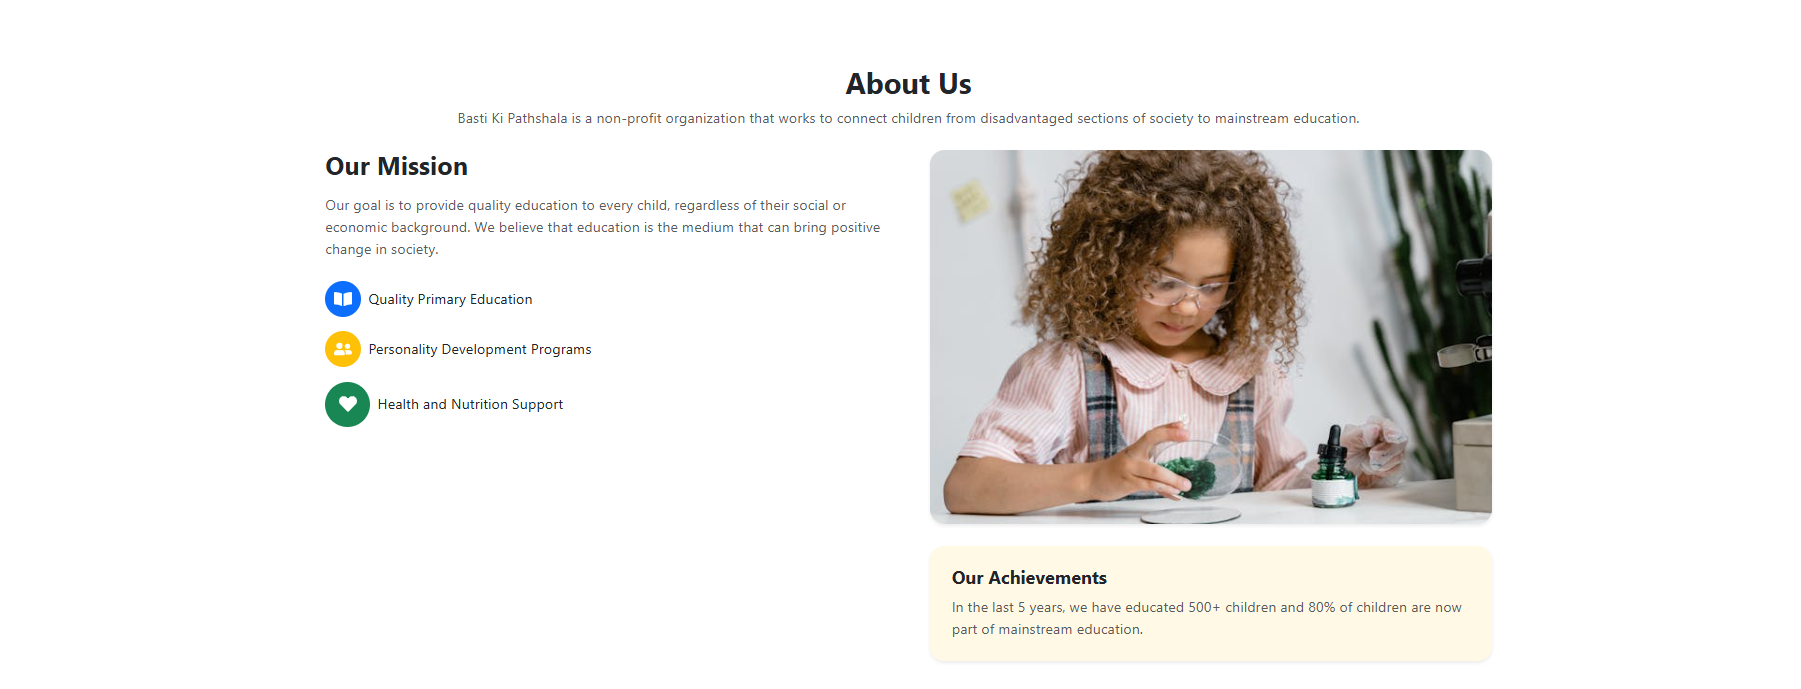 About Us
Basti Ki Pathshala is a non-profit organization that works to connect children from disadvantaged sections of society to mainstream education.
Our Mission
Our goal is to provide quality education to every child, regardless of their social or
economic background. We believe that education is the medium that can bring positive
change in society.
Quality Primary Education
Personality Development Programs
Health and Nutrition Support
Our Achievements
In the last 5 years, we have educated 500+ children and 80% of children are now
part of mainstream education.